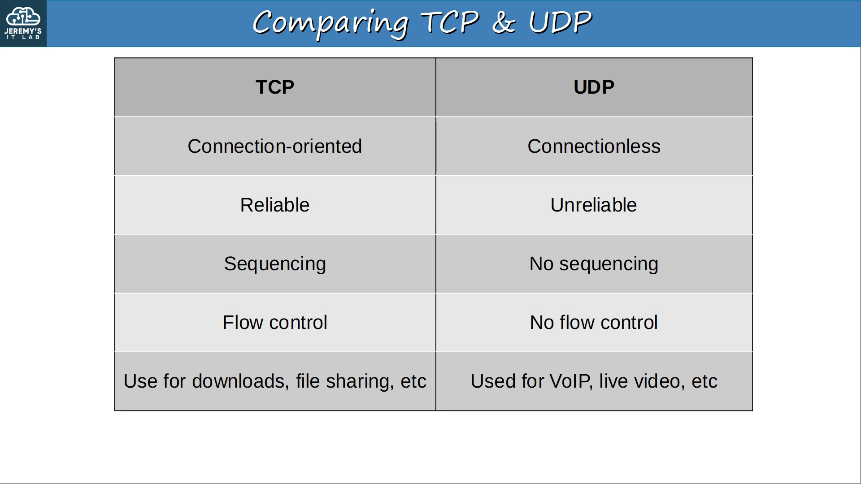 JEREMY'S
IT LAB
Comparing TCP & UDP
TCP UDP
Connection-oriented Connectionless
Reliable Unreliable
Sequencing No sequencing
Flow control No flow control
Use for downloads, file sharing, etc Used for VoIP, live video, etc